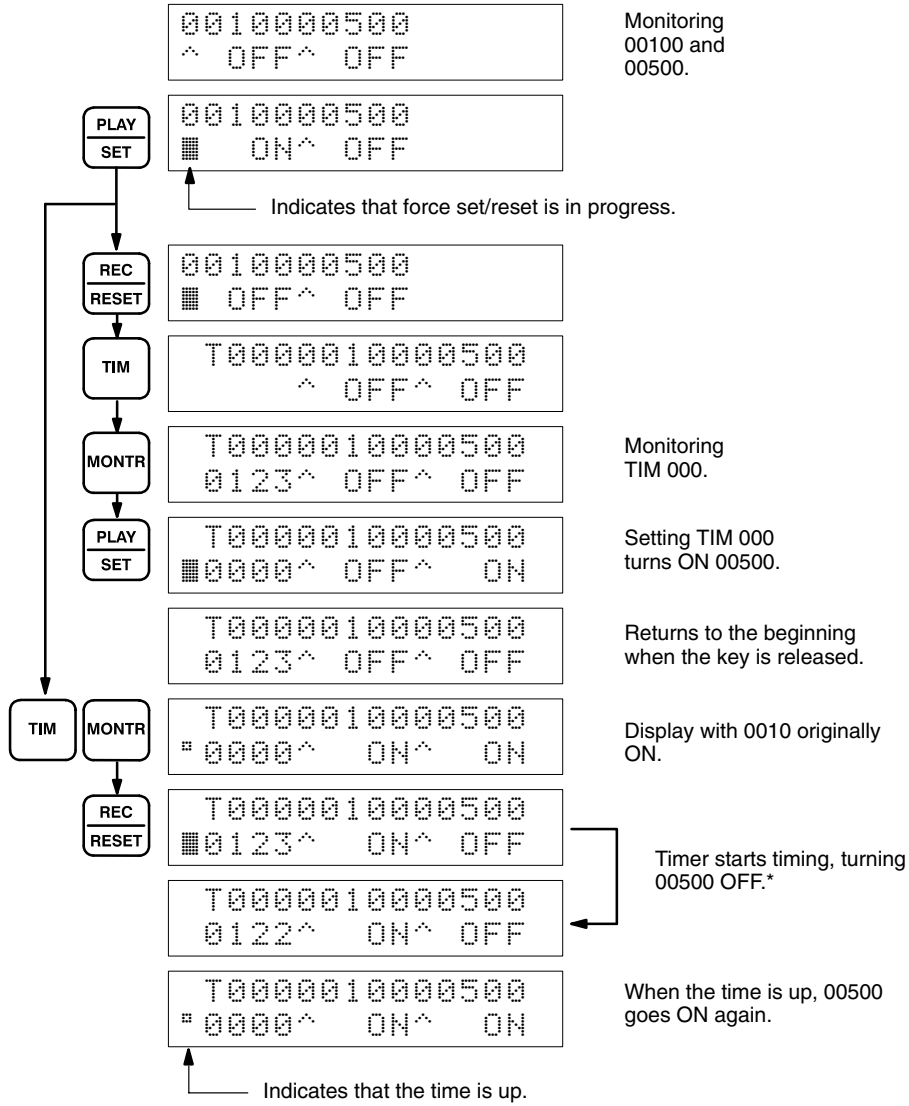 0010000500
^ OFF^ OFF
Monitoring
00100 and
00500.
PLAY
SET
0010000500
ON^ OFF
Indicates that force set/reset is in progress.
REC
RESET
0010000500
OFF^ OFF
TIM
T0000010000500
^ OFF^ OFF
MONTR
T0000010000500
0123^ OFF^ OFF
Monitoring
TIM 000.
PLAY
SET
T0000010000500
0000^ OFF^ ON
Setting TIM 000
turns ON 00500.
T0000010000500
0123^ OFF^ OFF
Returns to the beginning
when the key is released.
TIM
MONTR
T0000010000500
0000^ ON^ ON
Display with 0010 originally
ON.
REC
RESET
T0000010000500
0123^ ON^ OFF
Timer starts timing, turning
00500 OFF.*
T0000010000500
0122^ ON^ OFF
T0000010000500
0000^ ON^ ON
When the time is up, 00500
goes ON again.
Indicates that the time is up.